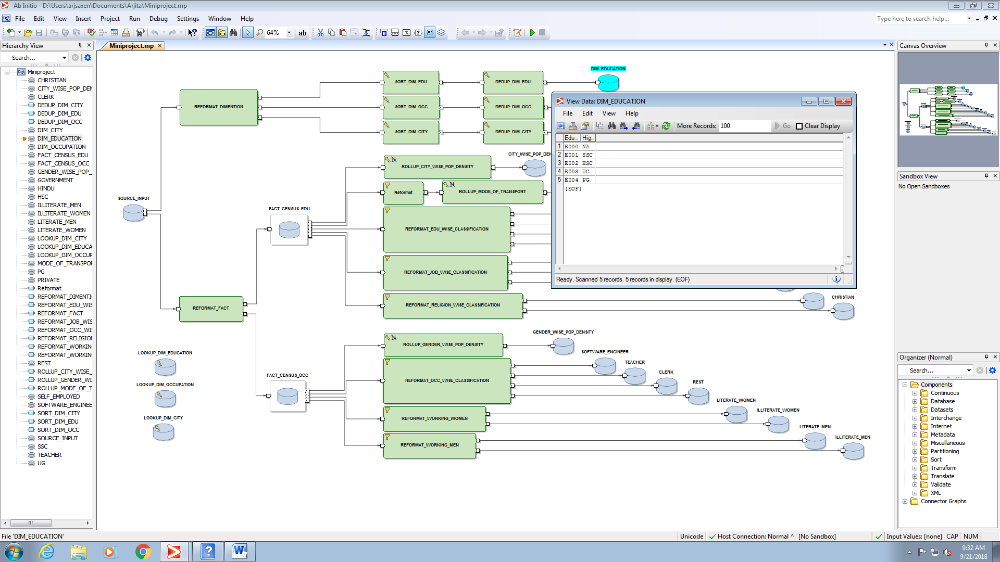 Ab Initio - D:\Users\arjsaxen\Documents\Arjita\Miniproject.mp
File Edit View Insert Project Run Debug Settings Automation Window Help
Type here to search help...
64%
ab
Hierarchy View
Search...
Miniproject
CHRISTIAN
CITY_WISE_POP_DEN
CLERK
DEDUP_DIM_CITY
DEDUP_DIM_EDU
DEDUP_DIM_OCC
DIM_CITY
DIM_EDUCATION
DIM_OCCUPATION
FACT_CENSUS_EDU
FACT_CENSUS_OCC
GENDER_WISE_POP_
GOVERNMENT
HINDU
HSC
ILLITERATE_MEN
ILLITERATE_WOMEN
LITERATE_MEN
LITERATE_WOMEN
LOOKUP_DIM_CITY
LOOKUP_DIM_EDUCA
LOOKUP_DIM_OCCUP
MODE_OF_TRANSPOR
PG
PRIVATE
Reformat
REFORMAT_DIMENTIC
REFORMAT_EDU_WIS
REFORMAT_FACT
REFORMAT_JOB_WIS
REFORMAT_OCC_WIS
REFORMAT_RELIGION
REFORMAT_WORKING
REFORMAT_WORKING
REST
ROLLUP_CITY_WISE_
ROLLUP_GENDER_WI
ROLLUP_MODE_OF_T
SELF_EMPLOYED
SOFTWARE_ENGINEE
SORT_DIM_CITY
SORT_DIM_EDU
SORT_DIM_OCC
SOURCE_INPUT
SSC
TEACHER
UG
Miniproject.mp
SOURCE_INPUT
REFORMAT_DIMENTION
SORT_DIM_EDU
DEDUP_DIM_EDU
DIM_EDUCATION
SORT_DIM_OCC
DEDUP_DIM_OCC
SORT_DIM_CITY
DEDUP_DIM_CITY
ROLLUP_CITY_WISE_POP_DENSITY
CITY_WISE_POP_DEN
Reformat
ROLLUP_MODE_OF_TRANSPORT
FACT_CENSUS_EDU
REFORMAT_EDU_WISE_CLASSIFICATION
REFORMAT_JOB_WISE_CLASSIFICATION
REFORMAT_RELIGION_WISE_CLASSIFICATION
CHRISTIAN
REFORMAT_FACT
ROLLUP_GENDER_WISE_POP_DENSITY
GENDER_WISE_POP_DENSITY
FACT_CENSUS_OCC
REFORMAT_OCC_WISE_CLASSIFICATION
SOFTWARE_ENGINEER
TEACHER
CLERK
REST
REFORMAT_WORKING_WOMEN
LITERATE_WOMEN
ILLITERATE_WOMEN
REFORMAT_WORKING_MEN
LITERATE_MEN
ILLITERATE_MEN
LOOKUP_DIM_EDUCATION
LOOKUP_DIM_OCCUPATION
LOOKUP_DIM_CITY
View Data: DIM_EDUCATION
File Edit View Help
More Records: 100 Go Clear Display
Edu... Hig...
1 E000 NA
2 E001 SSC
3 E002 HSC
4 E003 UG
5 E004 PG
[EOF]
Ready. Scanned 5 records. 5 records in display. (EOF)
Canvas Overview
Sandbox View
No Open Sandboxes
Organizer (Normal)
Search...
Components
Continuous
Database
Datasets
Interchange
Internet
Metadata
Miscellaneous
Partitioning
Sort
Transform
Translate
Validate
XML
Connector Graphs
File 'DIM_EDUCATION'
Unicode Host Connection: Normal ^ [No Sandbox] Input Values: [none] CAP NUM
9:32 AM
9/21/2018